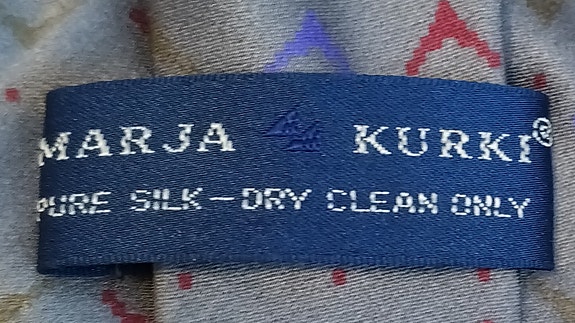 MARJA KURKI®
PURE SILK – DRY CLEAN ONLY